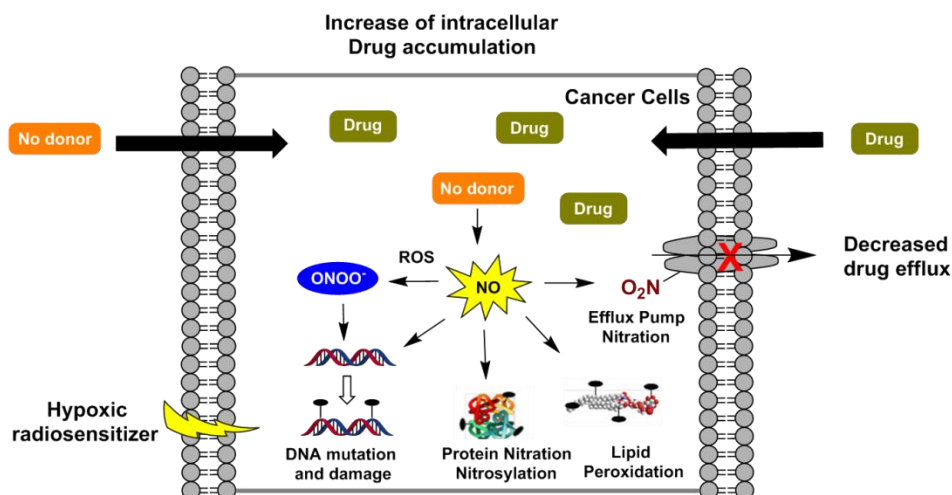 Increase of intracellular
Drug accumulation
Cancer Cells
No donor
Drug
Drug
Drug
No donor
Drug
Decreased
drug efflux
ROS
ONOO⁻
NO
O₂N
X
Efflux Pump
Nitration
Hypoxic
radiosensitizer
DNA mutation
and damage
Protein Nitration
Nitrosylation
Lipid
Peroxidation